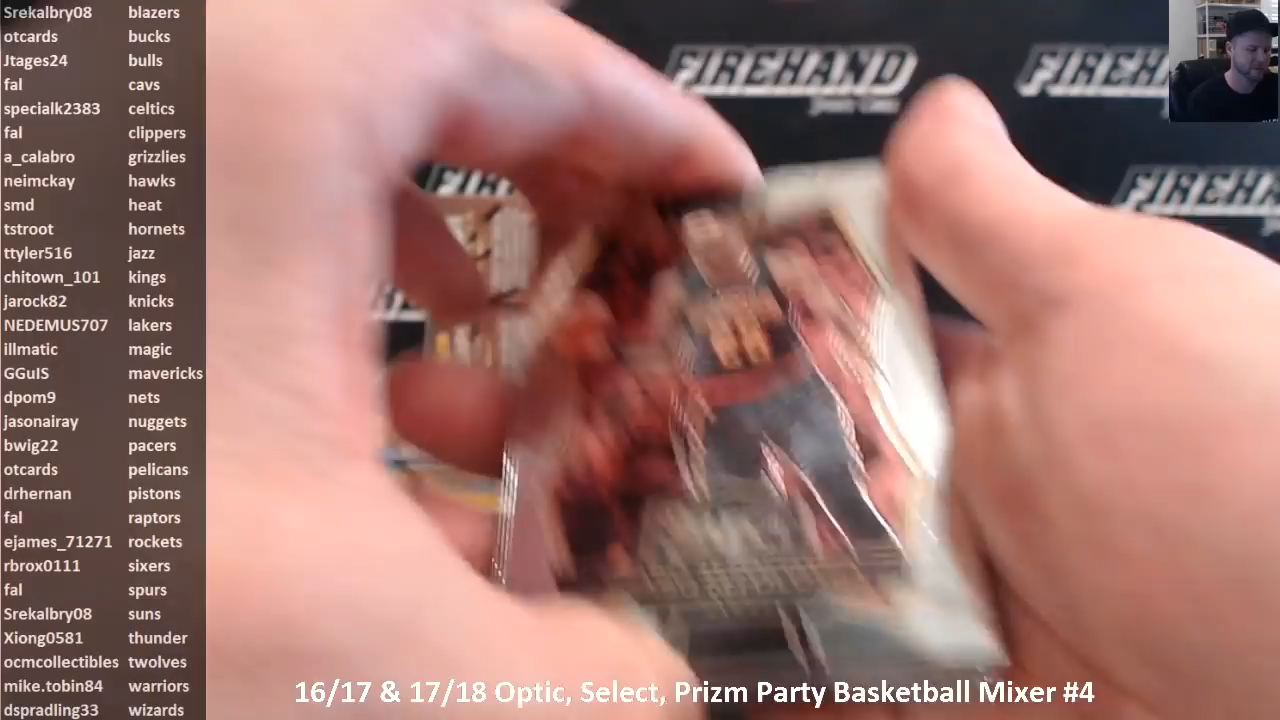 Srekalbry08 blazers
otcards bucks
Jtages24 bulls
fal cavs
specialk2383 celtics
fal clippers
a_calabro grizzlies
neimckay hawks
smd heat
tstroot hornets
ttyler516 jazz
chitown_101 kings
jarock82 knicks
NEDEMUS707 lakers
illmatic magic
GGuIS mavericks
dpom9 nets
jasonairay nuggets
bwig22 pacers
otcards pelicans
drhernan pistons
fal raptors
ejames_71271 rockets
rbrox0111 sixers
fal spurs
Srekalbry08 suns
Xiong0581 thunder
ocmcollectibles twolves
mike.tobin84 warriors
dspradling33 wizards
FIREHAND
16/17 & 17/18 Optic, Select, Prizm Party Basketball Mixer #4